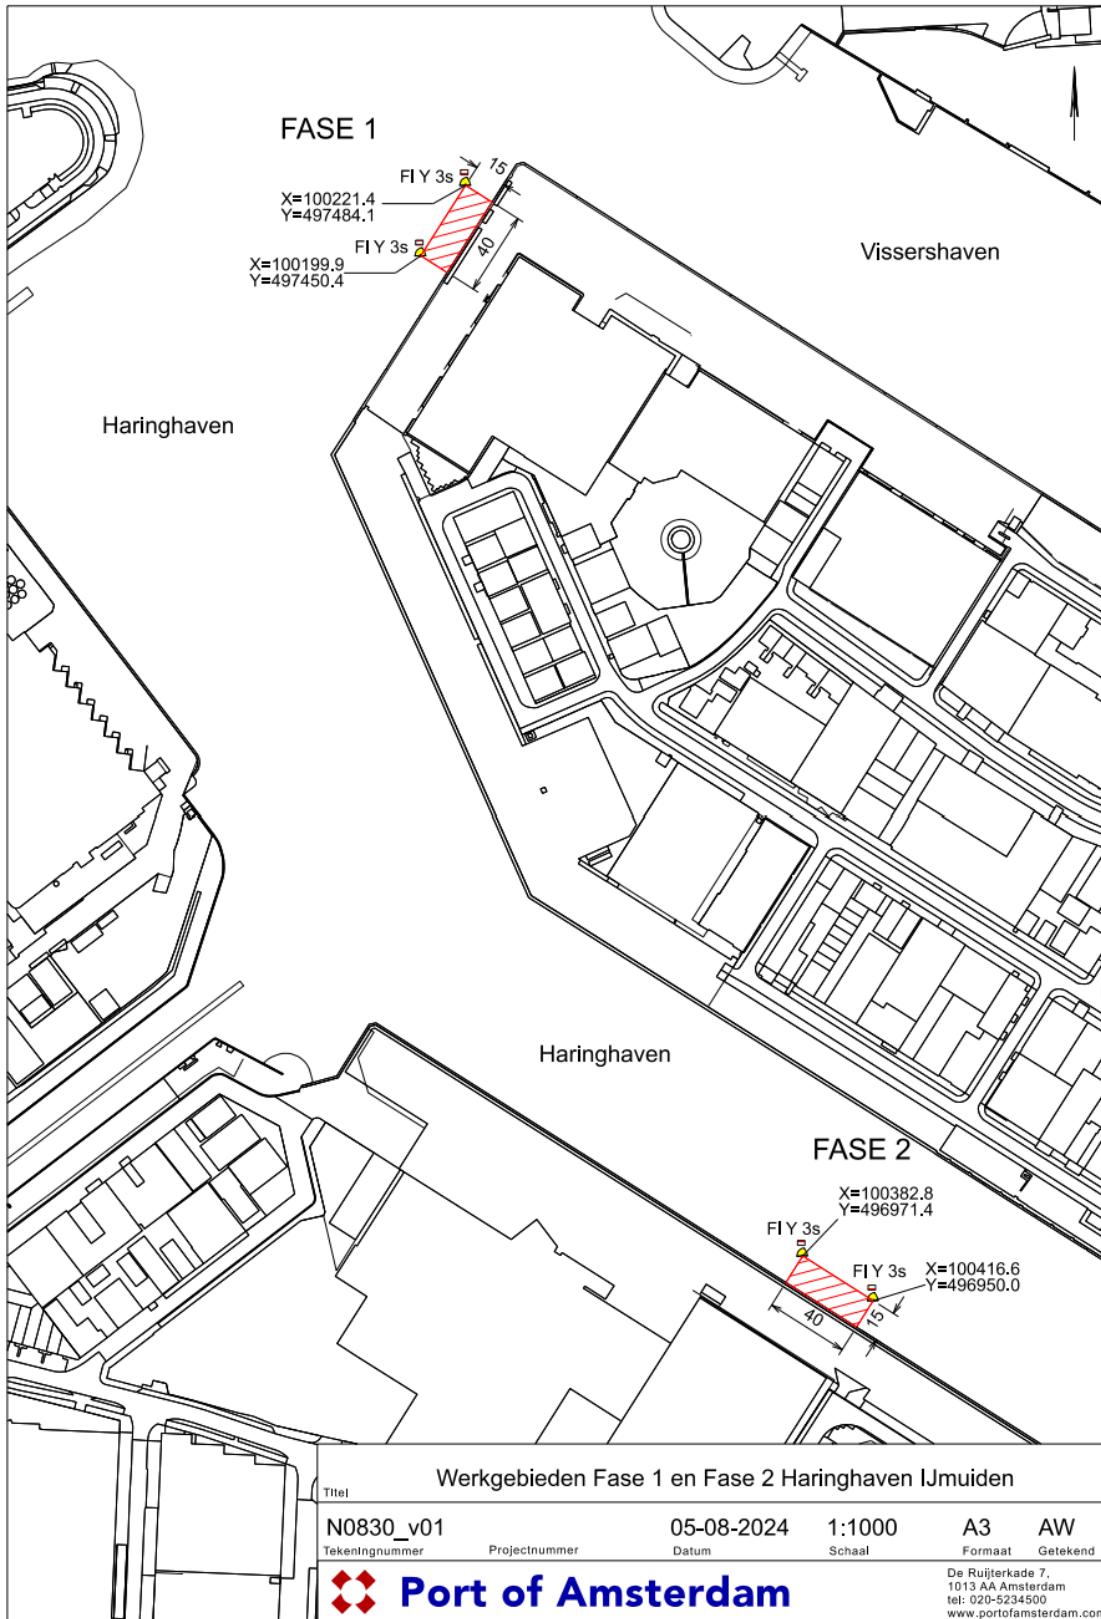 FASE 1
15
Fl Y 3s
X=100221.4
Y=497484.1
Fl Y 3s
40
X=100199.9
Y=497450.4
Vissershaven
Haringhaven
Haringhaven
FASE 2
X=100382.8
Y=496971.4
Fl Y 3s
Fl Y 3s
X=100416.6
Y=496950.0
40
15
Werkgebieden Fase 1 en Fase 2 Haringhaven IJmuiden
Titel
N0830_v01 05-08-2024 1:1000 A3 AW
Tekeningnummer Projectnummer Datum Schaal Formaat Getekend
Port of Amsterdam
De Ruijterkade 7,
1013 AA Amsterdam
tel: 020-5234500
www.portofamsterdam.com